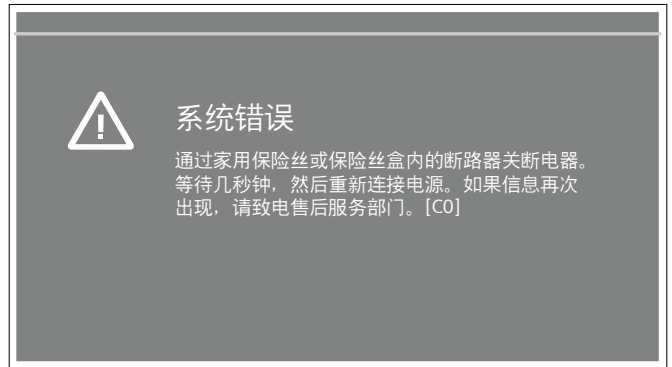 系统错误
通过家用保险丝或保险丝盒内的断路器关断电器。
等待几秒钟，然后重新连接电源。如果信息再次
出现，请致电售后服务部门。[C0]